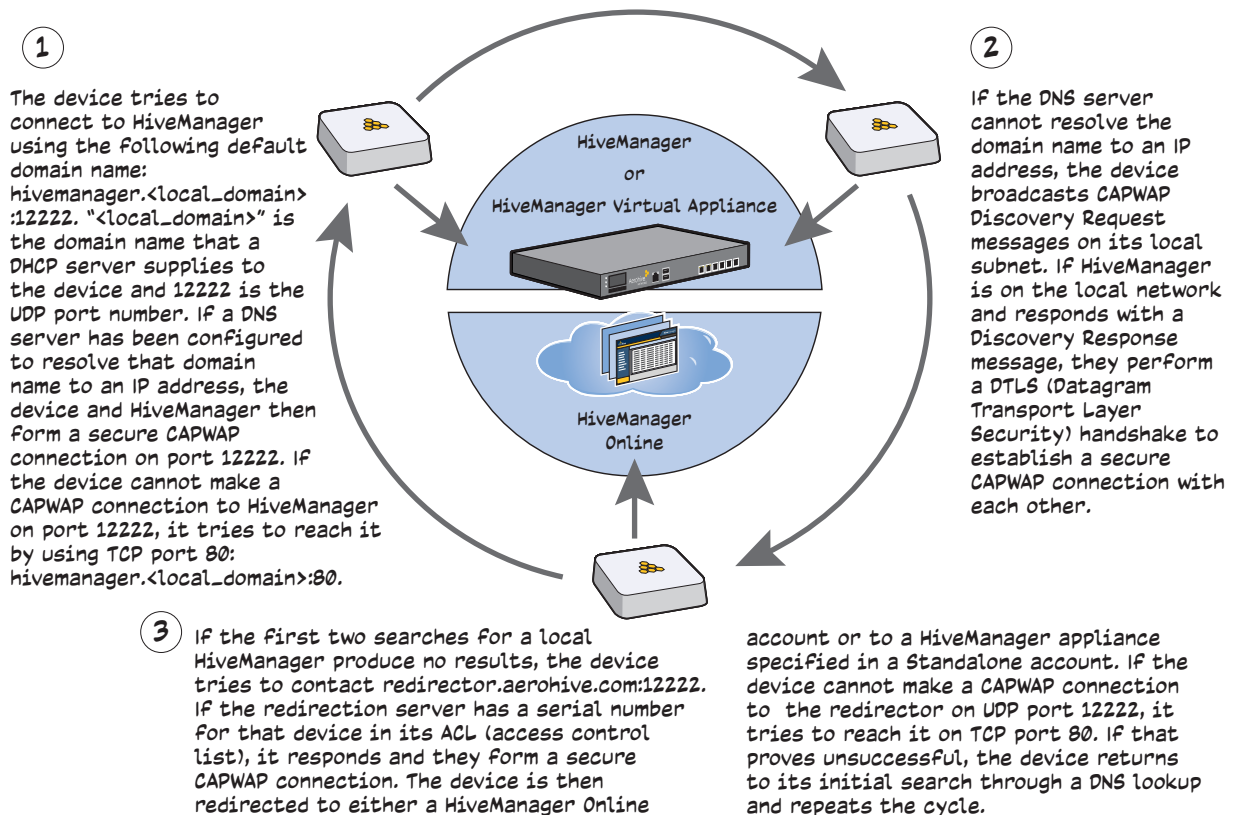 1
The device tries to
connect to HiveManager
using the following default
domain name:
hivemanager.<local_domain>
:12222. “<local_domain>” is
the domain name that a
DHCP server supplies to
the device and 12222 is the
UDP port number. If a DNS
server has been configured
to resolve that domain
name to an IP address, the
device and HiveManager then
form a secure CAPWAP
connection on port 12222. If
the device cannot make a
CAPWAP connection to HiveManager
on port 12222, it tries to reach it
by using TCP port 80:
hivemanager.<local_domain>:80.
HiveManager
or
HiveManager Virtual Appliance
HiveManager
Online
2
If the DNS server
cannot resolve the
domain name to an IP
address, the device
broadcasts CAPWAP
Discovery Request
messages on its local
subnet. If HiveManager
is on the local network
and responds with a
Discovery Response
message, they perform
a DTLS (Datagram
Transport Layer
Security) handshake to
establish a secure
CAPWAP connection with
each other.
3
If the first two searches for a local
HiveManager produce no results, the device
tries to contact redirector.aerohive.com:12222.
If the redirection server has a serial number
for that device in its ACL (access control
list), it responds and they form a secure
CAPWAP connection. The device is then
redirected to either a HiveManager Online
account or to a HiveManager appliance
specified in a Standalone account. If the
device cannot make a CAPWAP connection
to the redirector on UDP port 12222, it
tries to reach it on TCP port 80. If that
proves unsuccessful, the device returns
to its initial search through a DNS lookup
and repeats the cycle.